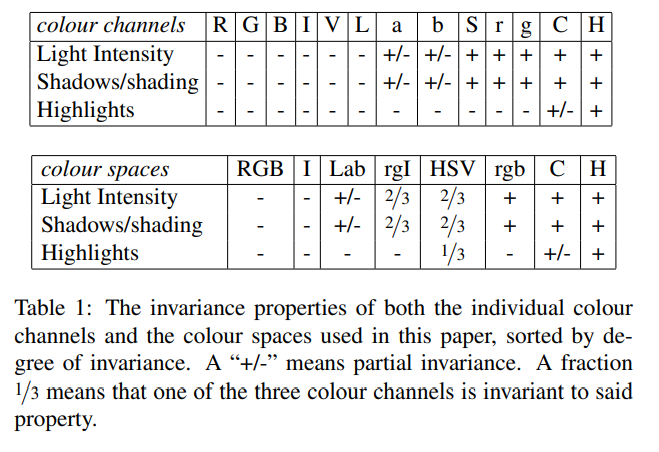 colour channels R G B I V L a b S r g C H
Light Intensity - - - - - - +/- +/- + + + + +
Shadows/shading - - - - - - +/- +/- + + + + +
Highlights - - - - - - - - - - - +/- +
colour spaces RGB I Lab rgI HSV rgb C H
Light Intensity - - +/- 2/3 2/3 + + +
Shadows/shading - - +/- 2/3 2/3 + + +
Highlights - - - - 1/3 - +/- +
Table 1: The invariance properties of both the individual colour
channels and the colour spaces used in this paper, sorted by de-
gree of invariance. A “+/-” means partial invariance. A fraction
1/3 means that one of the three colour channels is invariant to said
property.